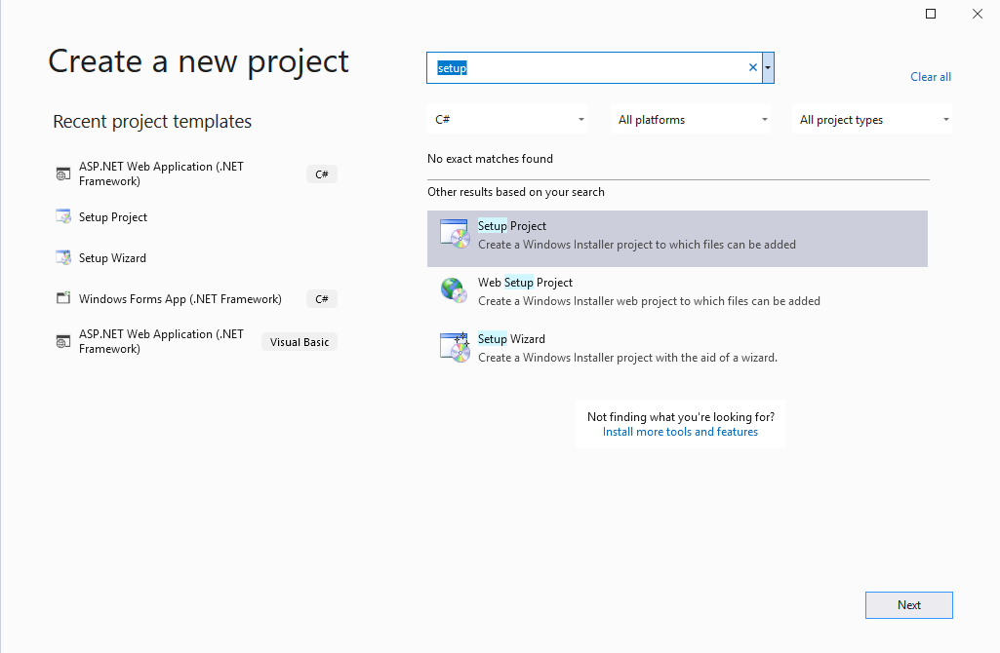 Create a new project
Recent project templates
ASP.NET Web Application (.NET
Framework)
C#
Setup Project
Setup Wizard
Windows Forms App (.NET Framework)
C#
ASP.NET Web Application (.NET
Framework)
Visual Basic
setup
Clear all
C#
All platforms
All project types
No exact matches found
Other results based on your search
Setup Project
Create a Windows Installer project to which files can be added
Web Setup Project
Create a Windows Installer web project to which files can be added
Setup Wizard
Create a Windows Installer project with the aid of a wizard.
Not finding what you're looking for?
Install more tools and features
Next